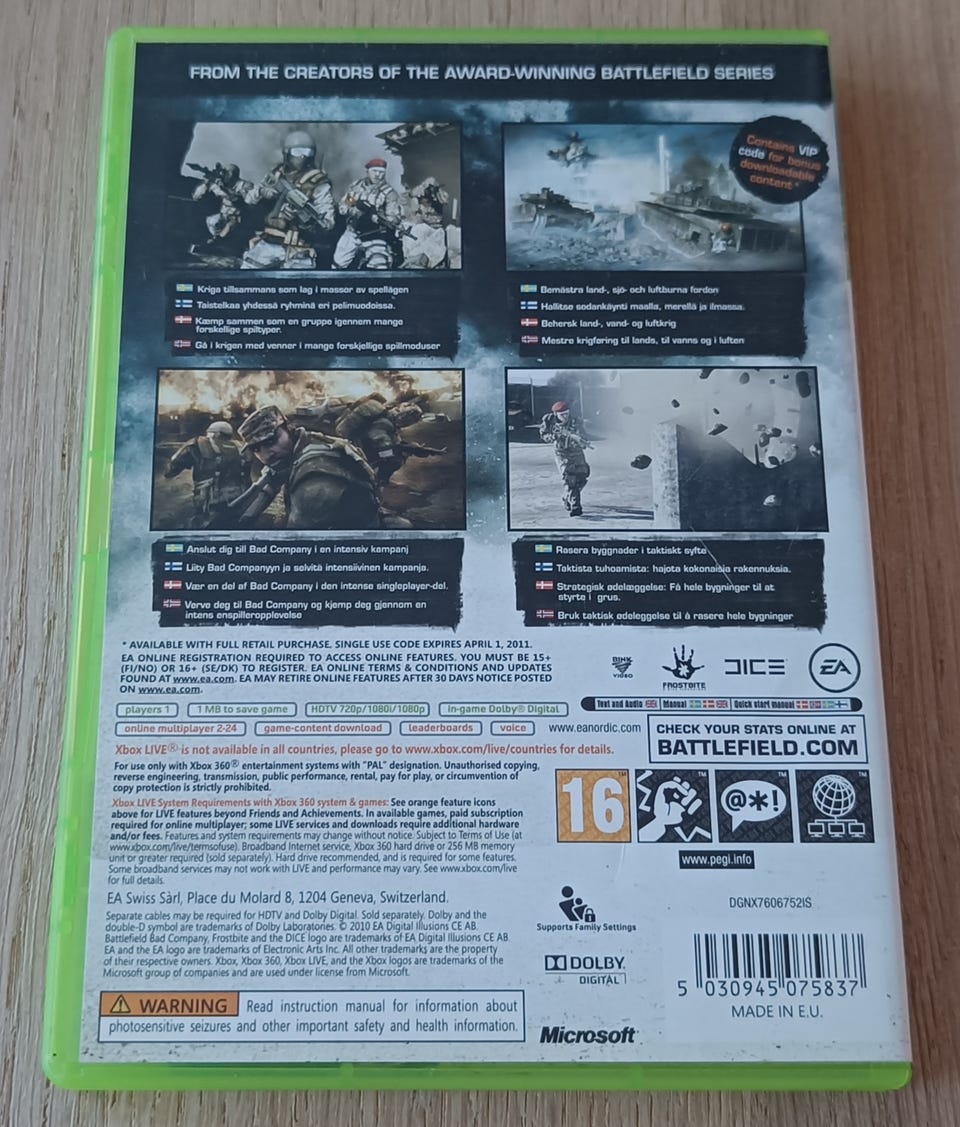 FROM THE CREATORS OF THE AWARD-WINNING BATTLEFIELD SERIES
Contains VIP
code for bonus
downloadable
content *
Kriga tillsammans som lag i massor av spellägen
Taistelkaa yhdessä ryhminä eri pelimuodoissa.
Kæmp sammen som en gruppe igennem mange
forskellige spiltyper.
Gå i krigen med venner i mange forskjellige spillmoduser
Bemästra land-, sjö- och luftburna fordon
Hallitse sodankäynti maalla, merellä ja ilmassa.
Behersk land-, vand- og luftkrig
Mestre krigføring til lands, til vanns og i luften
Anslut dig till Bad Company i en intensiv kampanj
Liity Bad Companyyn ja selvitä intensiivinen kampanja.
Vær en del af Bad Company i den intense singleplayer-del.
Verve deg til Bad Company og kjemp deg gjennom en
intens enspilleropplevelse
Rasera byggnader i taktiskt syfte
Taktista tuhoamista: hajota kokonaisia rakennuksia.
Strategisk ødelæggelse: Få hele bygninger til at
styrte i grus.
Bruk taktisk ødeleggelse til å rasere hele bygninger
* AVAILABLE WITH FULL RETAIL PURCHASE. SINGLE USE CODE EXPIRES APRIL 1, 2011.
EA ONLINE REGISTRATION REQUIRED TO ACCESS ONLINE FEATURES. YOU MUST BE 15+
(FI/NO) OR 16+ (SE/DK) TO REGISTER. EA ONLINE TERMS & CONDITIONS AND UPDATES
FOUND AT www.ea.com. EA MAY RETIRE ONLINE FEATURES AFTER 30 DAYS NOTICE POSTED
ON www.ea.com.
BINK
VIDEO
FROSTBITE
DICE
EA
players 1
1 MB to save game
HDTV 720p/1080i/1080p
in-game Dolby® Digital
online multiplayer 2-24
game-content download
leaderboards
voice
www.eanordic.com
Text and Audio
Manual
Quick start manual
CHECK YOUR STATS ONLINE AT
BATTLEFIELD.COM
Xbox LIVE® is not available in all countries, please go to www.xbox.com/live/countries for details.
For use only with Xbox 360® entertainment systems with "PAL" designation. Unauthorised copying,
reverse engineering, transmission, public performance, rental, pay for play, or circumvention of
copy protection is strictly prohibited.
Xbox LIVE System Requirements with Xbox 360 system & games: See orange feature icons
above for LIVE features beyond Friends and Achievements. In available games, paid subscription
required for online multiplayer; some LIVE services and downloads require additional hardware
and/or fees. Features and system requirements may change without notice. Subject to Terms of Use (at
www.xbox.com/live/termsofuse). Broadband Internet service, Xbox 360 hard drive or 256 MB memory
unit or greater required (sold separately). Hard drive recommended, and is required for some features.
Some broadband services may not work with LIVE and performance may vary. See www.xbox.com/live
for full details.
16
@*!
www.pegi.info
EA Swiss Sàrl, Place du Molard 8, 1204 Geneva, Switzerland.
Separate cables may be required for HDTV and Dolby Digital. Sold separately. Dolby and the
double-D symbol are trademarks of Dolby Laboratories. © 2010 EA Digital Illusions CE AB.
Battlefield Bad Company, Frostbite and the DICE logo are trademarks of EA Digital Illusions CE AB.
EA and the EA logo are trademarks of Electronic Arts Inc. All other trademarks are the property
of their respective owners. Xbox, Xbox 360, Xbox LIVE, and the Xbox logos are trademarks of the
Microsoft group of companies and are used under license from Microsoft.
Supports Family Settings
DOLBY
DIGITAL
DGNX7606752IS
5 030945 075837
MADE IN E.U.
WARNING Read instruction manual for information about
photosensitive seizures and other important safety and health information.
Microsoft